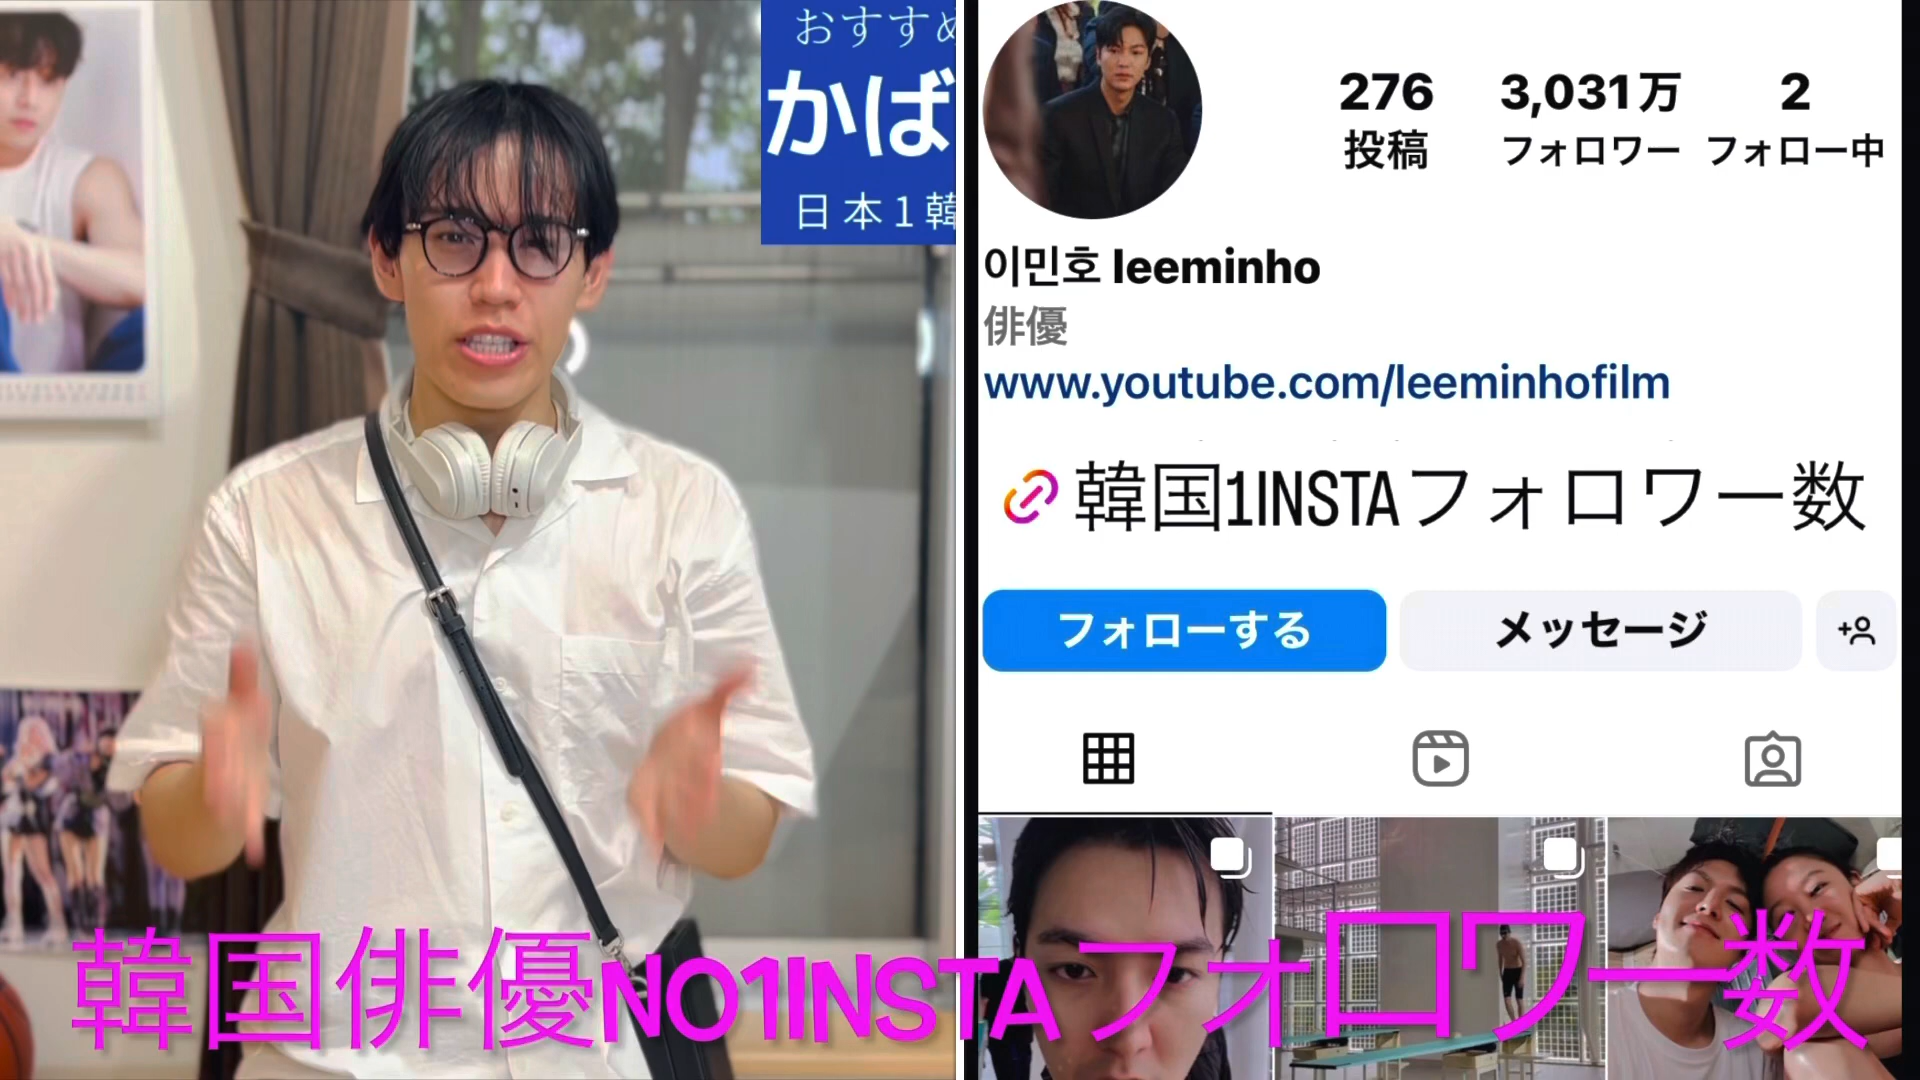 おすすめ
かば
日本1韓
276
3,031万
2
投稿
フォロワー
フォロー中
이민호 leeminho
俳優
www.youtube.com/leeminhofilm
韓国1INSTAフォロワー数
フォローする
メッセージ
韓国俳優NO1INSTAフォロワー数